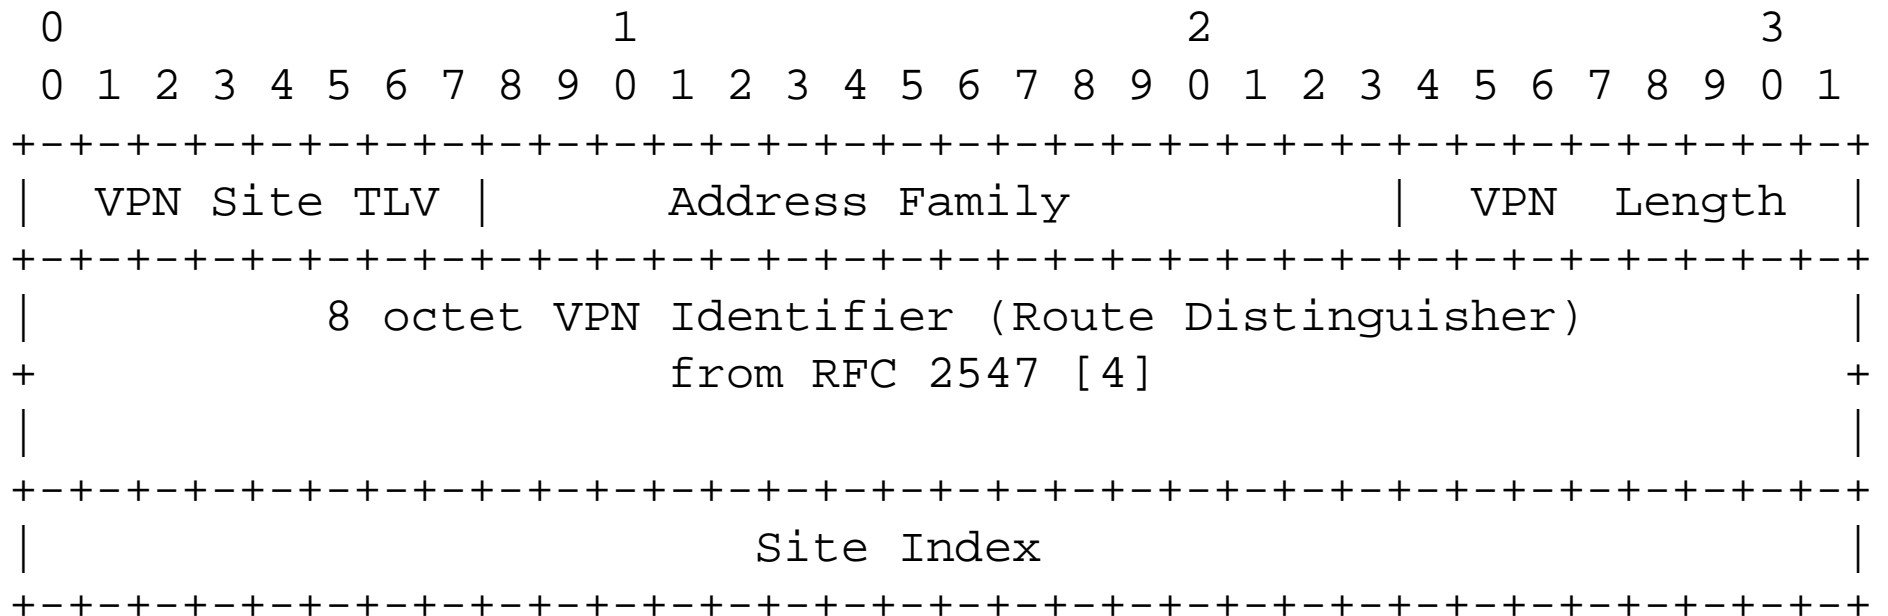 0                   1                   2                   3
 0 1 2 3 4 5 6 7 8 9 0 1 2 3 4 5 6 7 8 9 0 1 2 3 4 5 6 7 8 9 0 1
+-+-+-+-+-+-+-+-+-+-+-+-+-+-+-+-+-+-+-+-+-+-+-+-+-+-+-+-+-+-+-+-+
|  VPN Site TLV |      Address Family           |  VPN  Length  |
+-+-+-+-+-+-+-+-+-+-+-+-+-+-+-+-+-+-+-+-+-+-+-+-+-+-+-+-+-+-+-+-+
|          8 octet VPN Identifier (Route Distinguisher)         |
+                      from RFC 2547 [4]                        +
|                                                               |
+-+-+-+-+-+-+-+-+-+-+-+-+-+-+-+-+-+-+-+-+-+-+-+-+-+-+-+-+-+-+-+-+
|                         Site Index                            |
+-+-+-+-+-+-+-+-+-+-+-+-+-+-+-+-+-+-+-+-+-+-+-+-+-+-+-+-+-+-+-+-+